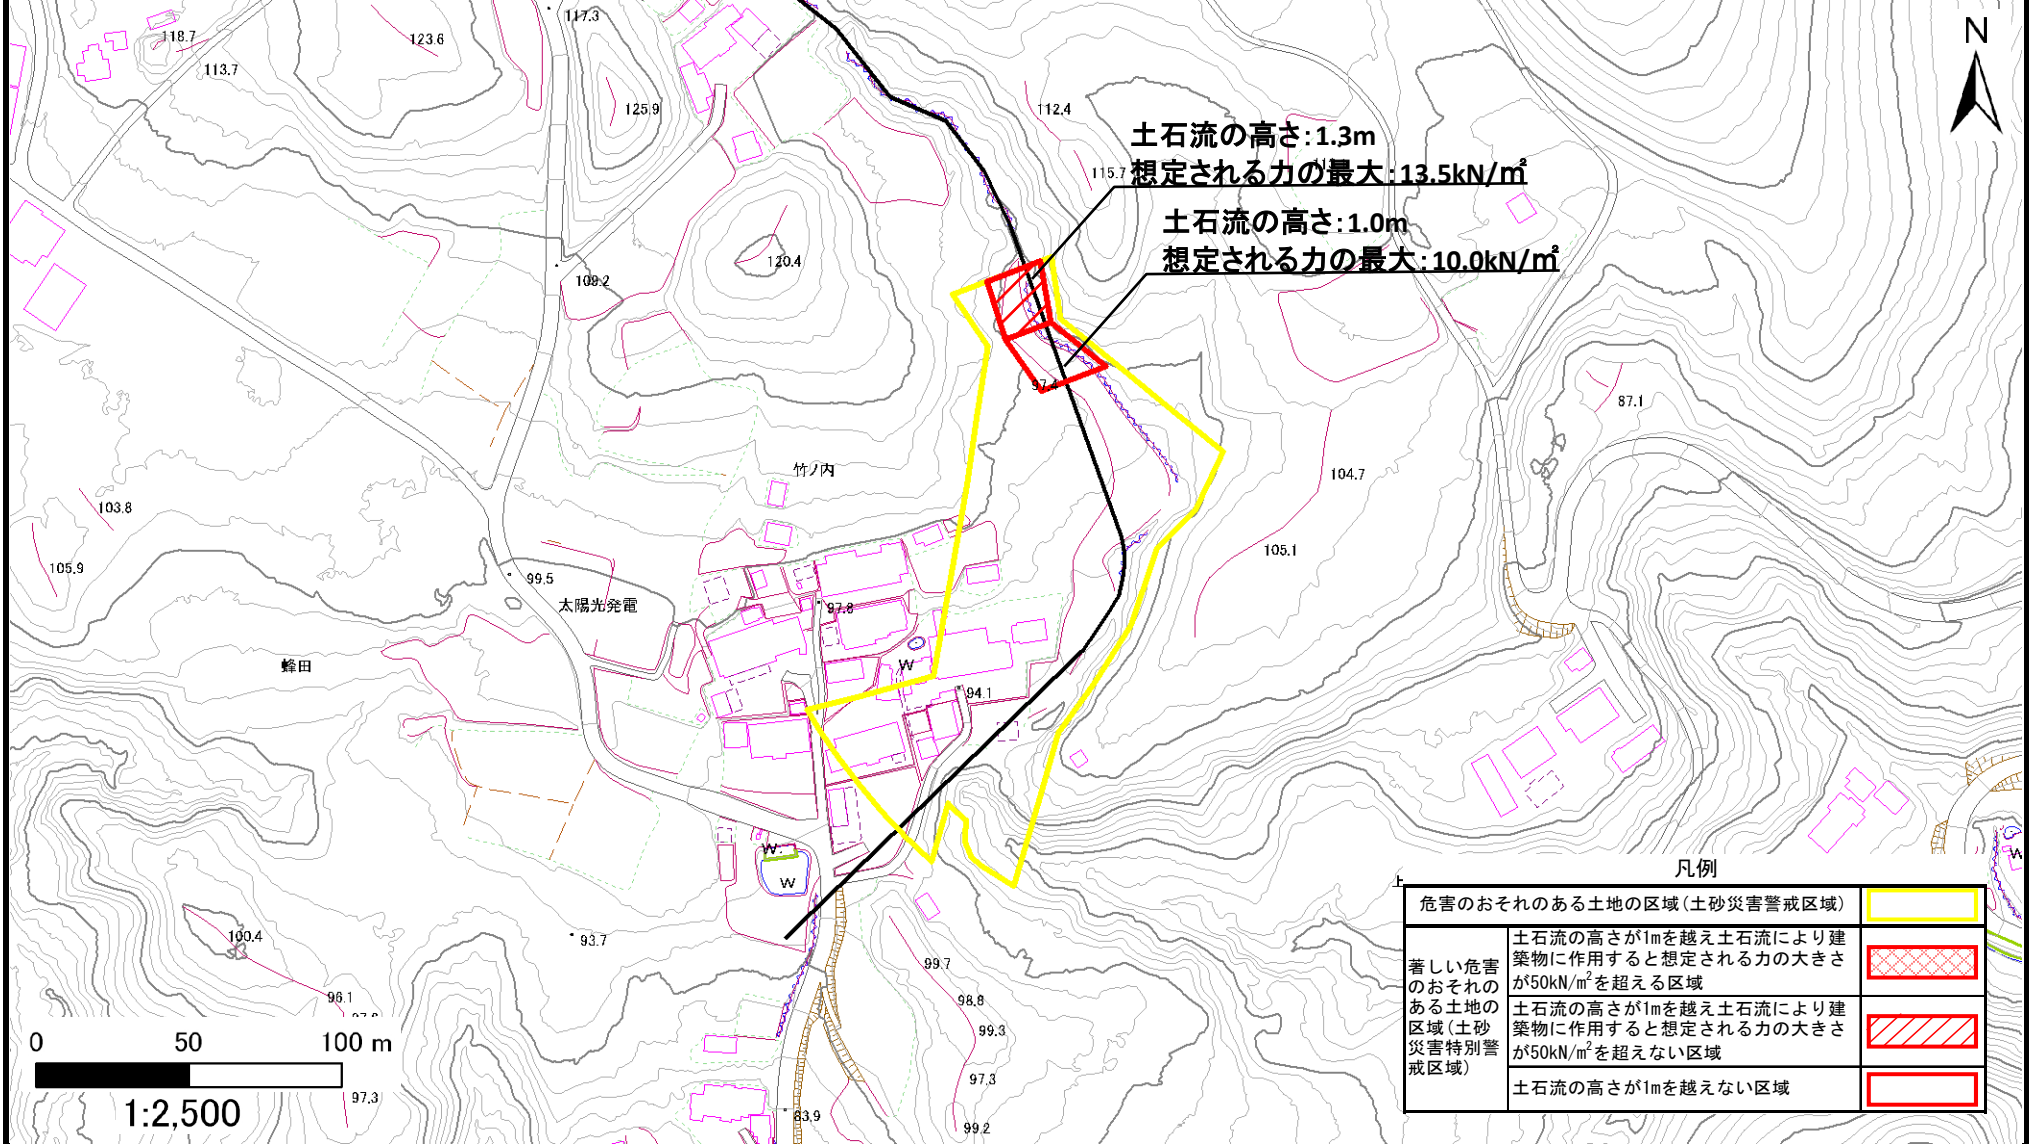 117.3
118.7
123.6
113.7
125.9
112.4
N
土石流の高さ:1.3m
115.7
想定される力の最大:13.5kN/㎡
土石流の高さ:1.0m
想定される力の最大:10.0kN/㎡
120.4
109.2
97.4
87.1
竹ノ内
104.7
103.8
105.1
105.9
99.5
太陽光発電
97.8
蜂田
W
94.1
W
W
W
100.4
93.7
99.7
96.1
98.8
99.3
97.3
97.3
83.9
99.2
0 50 100 m
1:2,500
凡例
危害のおそれのある土地の区域(土砂災害警戒区域)
著しい危害
のおそれの
ある土地の
区域(土砂
災害特別警
戒区域)
土石流の高さが1mを越え土石流により建
築物に作用すると想定される力の大きさ
が50kN/m²を超える区域
土石流の高さが1mを越え土石流により建
築物に作用すると想定される力の大きさ
が50kN/m²を超えない区域
土石流の高さが1mを越えない区域